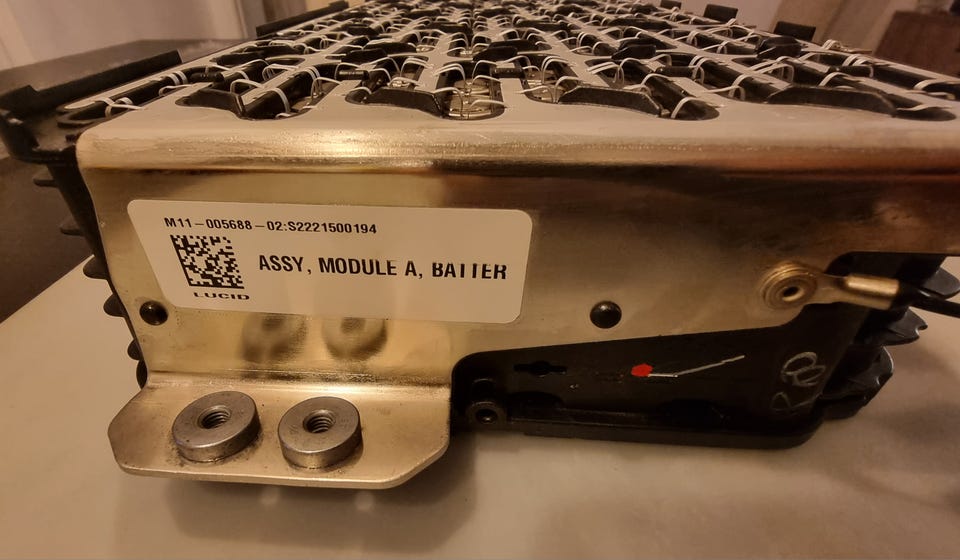 M11-005688-02:S2221500194
ASSY, MODULE A, BATTER
LUCID